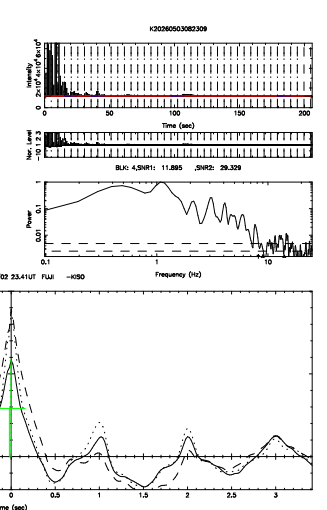 K20260503082309
Intensity
0 2×10⁴ 4×10⁴ 6×10⁴
0 50 100 150 200
Time (sec)
Nor. Level
-1 0 1 2 3
BLK: 4,SNR1: 11.895 ,SNR2: 29.329
Power
1
0.1
0.01
0.1 1 10
Frequency (Hz)
02 23.41UT FUJI -KISO
0 0.5 1 1.5 2 2.5 3
me (sec)